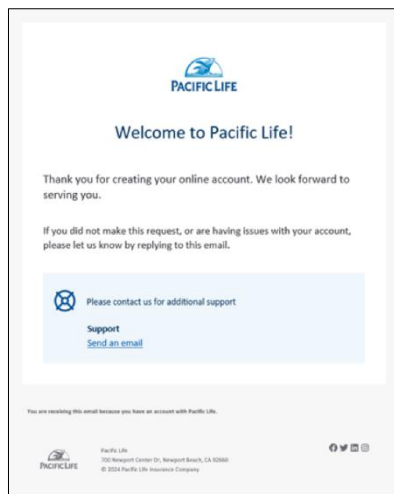 PACIFIC LIFE
Welcome to Pacific Life!
Thank you for creating your online account. We look forward to
serving you.
If you did not make this request, or are having issues with your account,
please let us know by replying to this email.
Please contact us for additional support
Support
Send an email
You are receiving this email because you have an account with Pacific Life.
PACIFIC LIFE
Pacific Life
700 Newport Center Dr, Newport Beach, CA 92660
© 2024 Pacific Life Insurance Company